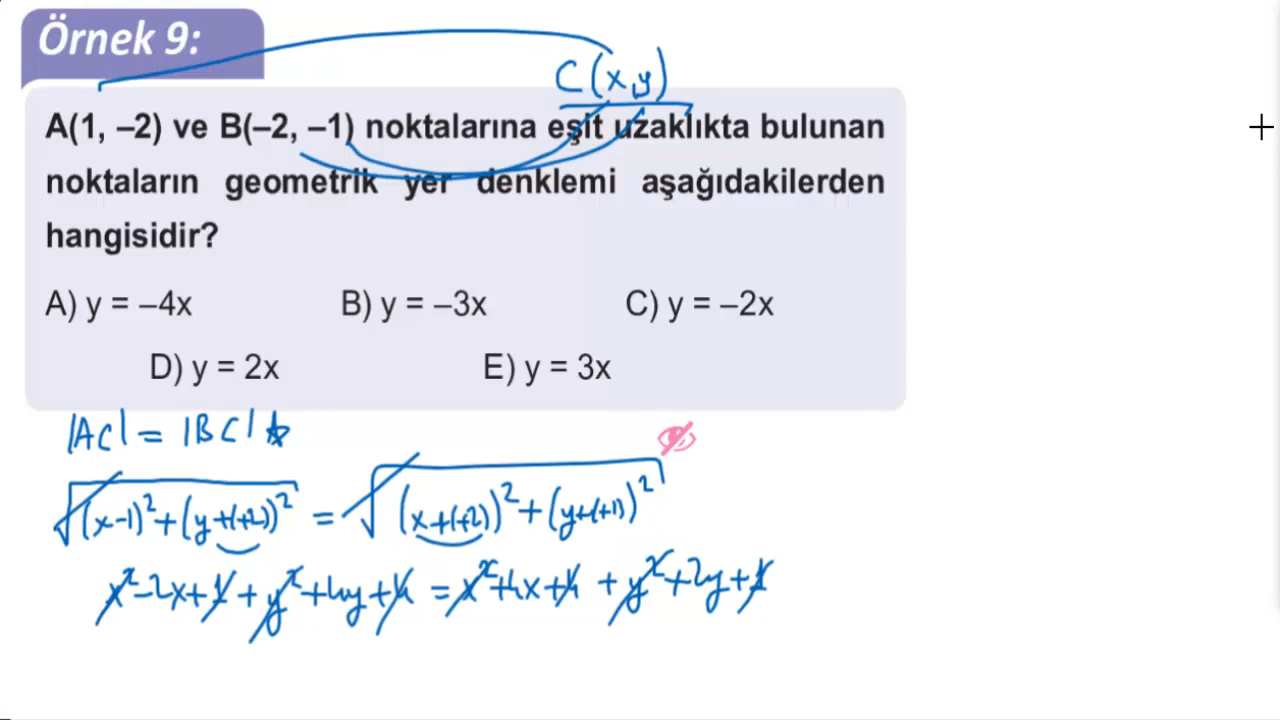 Örnek 9:
C(x,y)
A(1, –2) ve B(–2, –1) noktalarına eşit uzaklıkta bulunan
noktaların geometrik yer denklemi aşağıdakilerden
hangisidir?
A) y = –4x B) y = –3x C) y = –2x
D) y = 2x E) y = 3x
|AC| = |BC|
√(x-1)²+(y+(+2))² = √(x+(+2))²+(y+(+1))²
x²-2x+1+y²+4y+4 = x²+4x+4+y²+2y+1